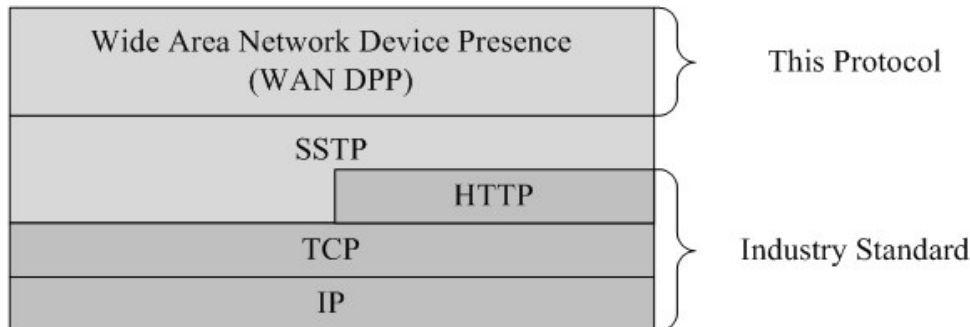 Wide Area Network Device Presence
(WAN DPP)
This Protocol
SSTP
HTTP
TCP
Industry Standard
IP